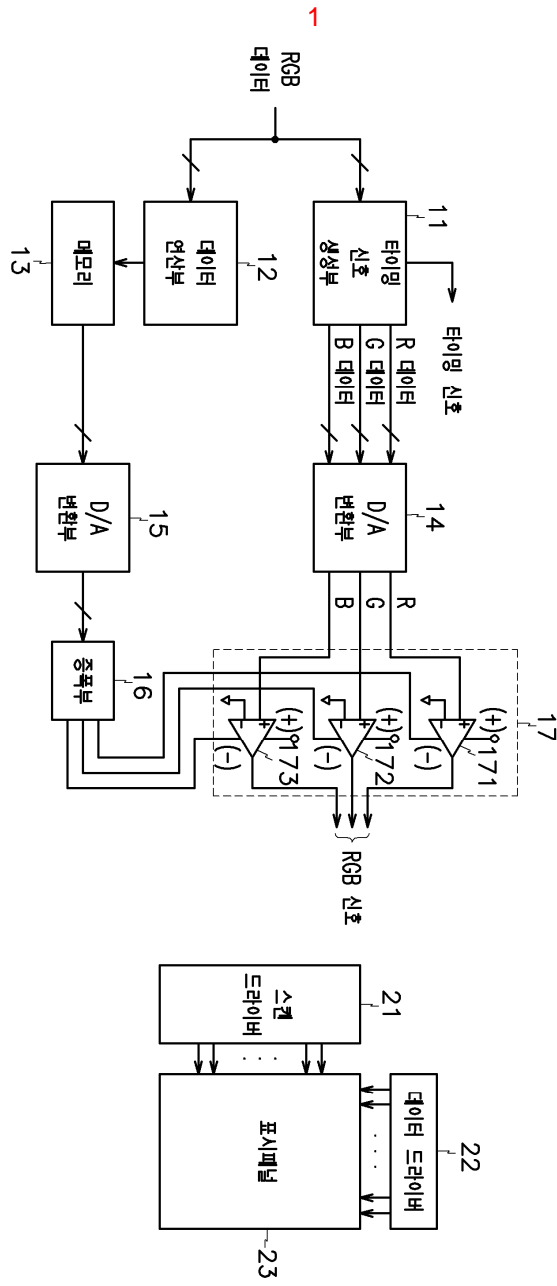 1
RGB
데이터
타이밍
신호
생성부
11
타이밍 신호
데이터
연산부
12
메모리
13
R 데이터
G 데이터
B 데이터
D/A
변환부
14
D/A
변환부
15
R
G
B
증폭부
16
17
+
-
(+)
(-)
171
+
-
(+)
(-)
172
+
-
(+)
(-)
173
RGB 신호
스캔
드라이버
21
데이터 드라이버
22
표시패널
23